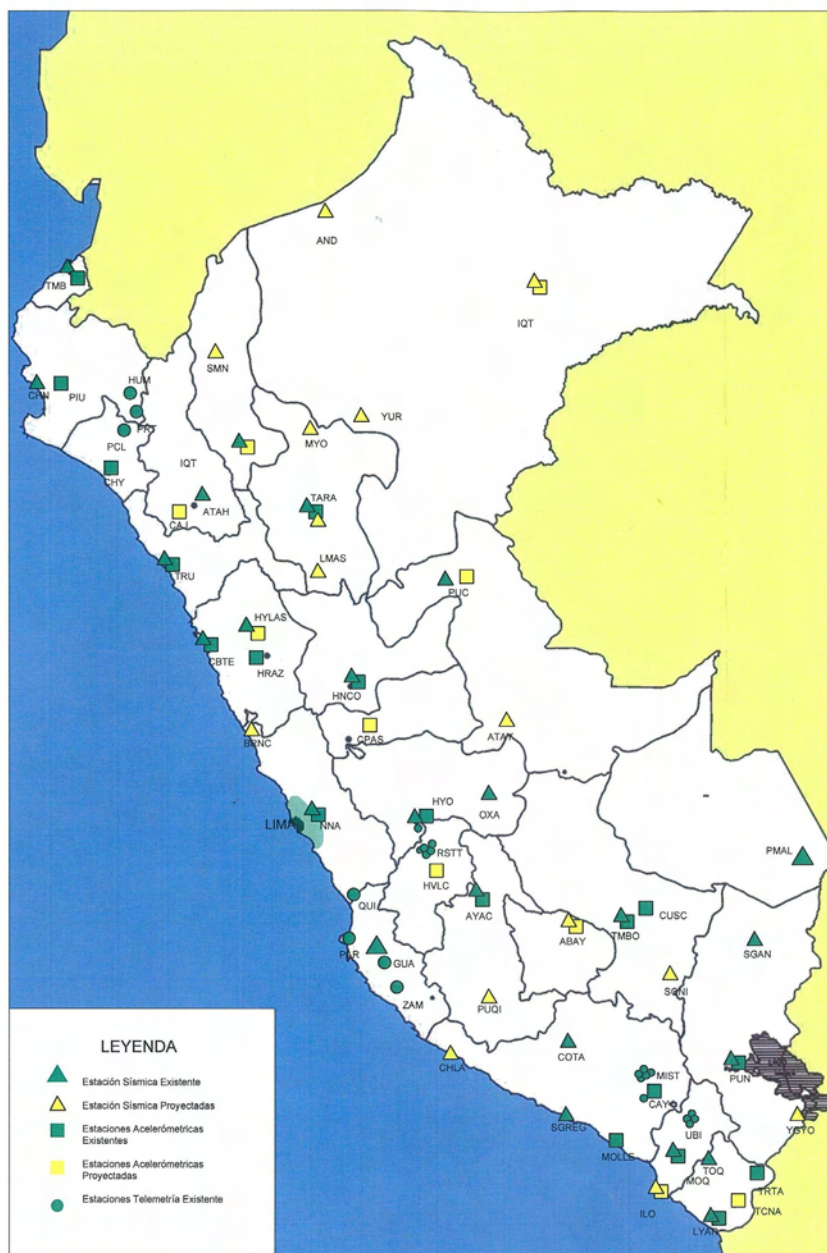 AND
TMB
IQT
SMN
HUM
CHN
PIU
YUR
PRT
MYO
PCL
IQT
CHY
TARA
ATAH
CAJ
LMAS
TRU
PUC
HYLAS
CBTE
HRAZ
HNCO
ATAY
BRNC
CPAS
OXA
HYO
LIMA
NNA
RSTT
PMAL
HVLC
QUI
AYAC
CUSC
ABAY
TMBO
SGAN
PAR
GUA
SONI
ZAM
PUQI
LEYENDA
COTA
CHLA
MIST
PUN
Estación Sísmica Existente
CAY
Estación Sísmica Proyectadas
SGREG
UBI
YGYO
Estaciones Acelerómetricas
Existentes
MOLLE
TOQ
MOQ
Estaciones Acelerómetricas
Proyectadas
TRTA
ILO
TCNA
Estaciones Telemetría Existente
LYAR